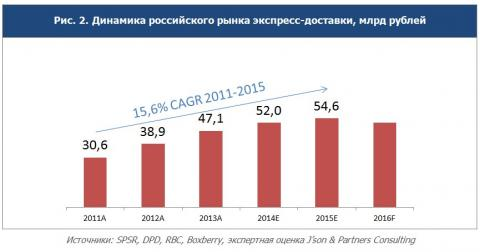 Рис. 2. Динамика российского рынка экспресс-доставки, млрд рублей
15,6% CAGR 2011-2015
30,6 38,9 47,1 52,0 54,6
2011A 2012A 2013A 2014E 2015E 2016F
Источники: SPSR, DPD, RBC, Boxberry, экспертная оценка J'son & Partners Consulting